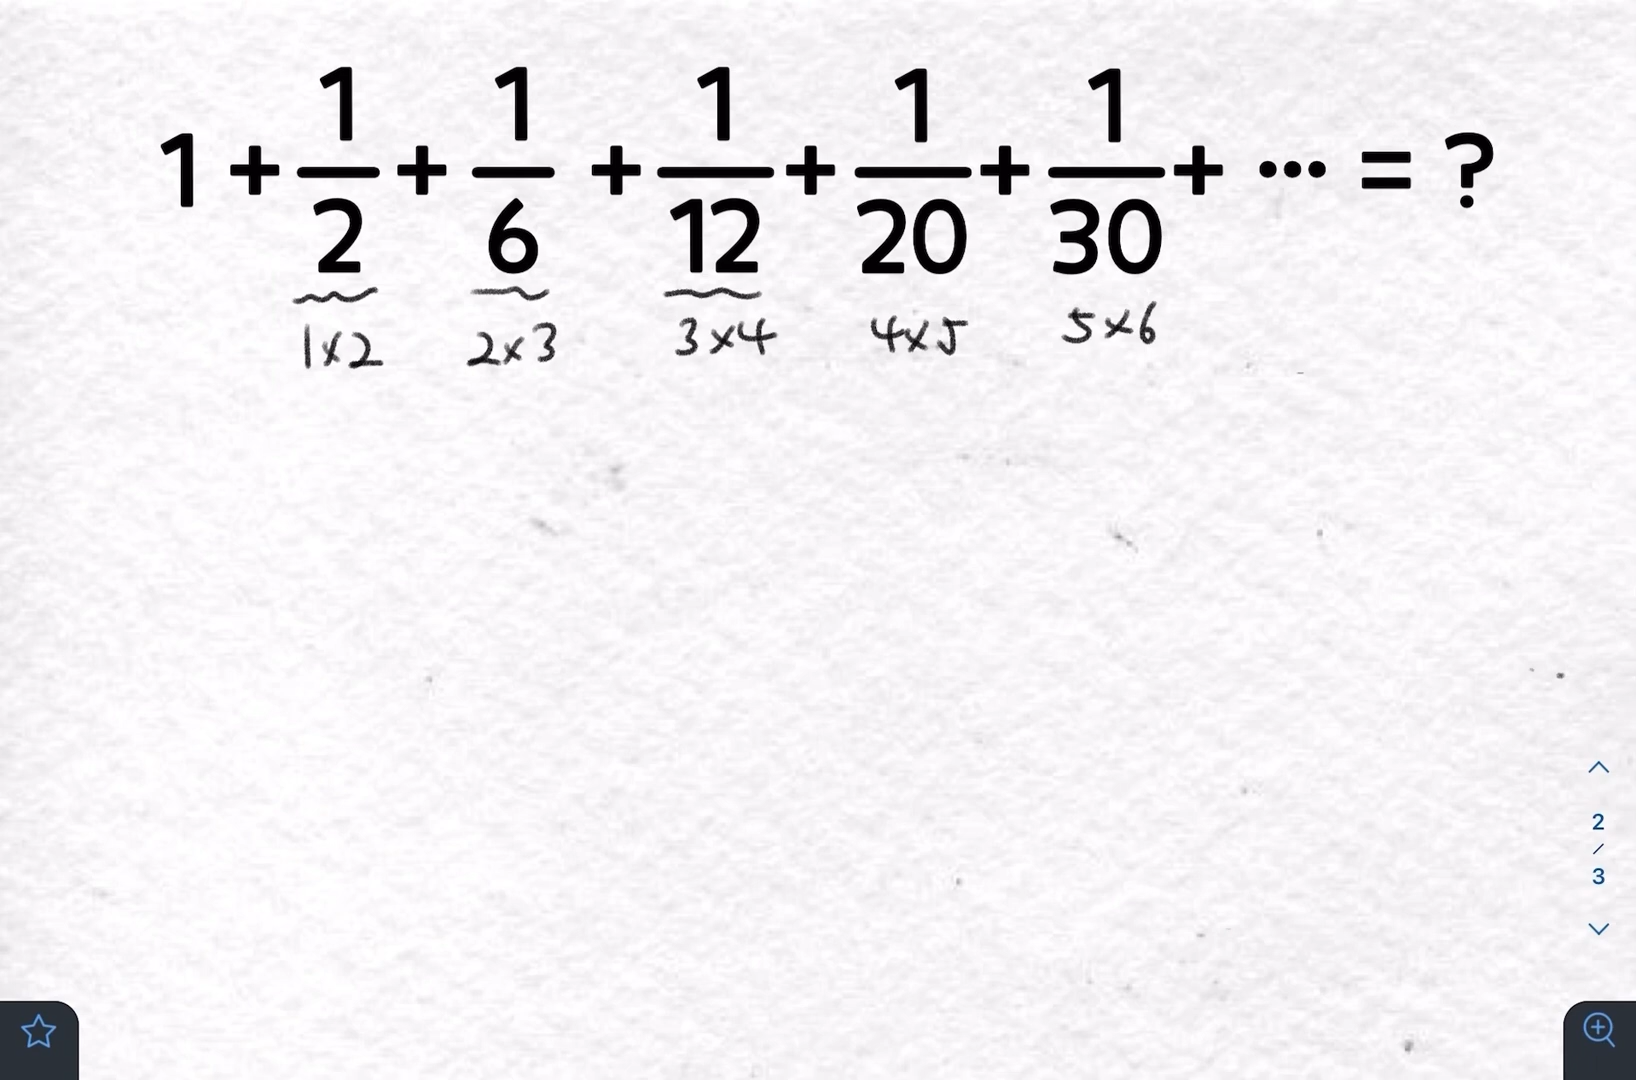 1 + 1/2 + 1/6 + 1/12 + 1/20 + 1/30 + ··· = ?
1×2 2×3 3×4 4×5 5×6
2
/
3